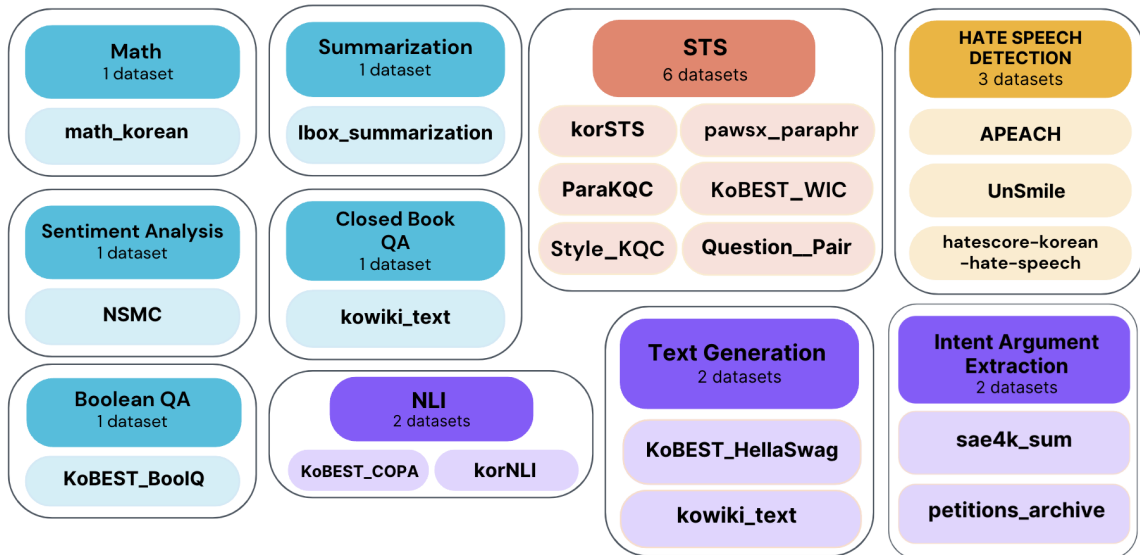 Math
1 dataset
math_korean
Summarization
1 dataset
lbox_summarization
STS
6 datasets
korSTS
pawsx_paraphr
ParaKQC
KoBEST_WIC
Style_KQC
Question__Pair
HATE SPEECH
DETECTION
3 datasets
APEACH
UnSmile
hatescore-korean
-hate-speech
Sentiment Analysis
1 dataset
NSMC
Closed Book
QA
1 dataset
kowiki_text
Boolean QA
1 dataset
KoBEST_BoolQ
NLI
2 datasets
KoBEST_COPA
korNLI
Text Generation
2 datasets
KoBEST_HellaSwag
kowiki_text
Intent Argument
Extraction
2 datasets
sae4k_sum
petitions_archive